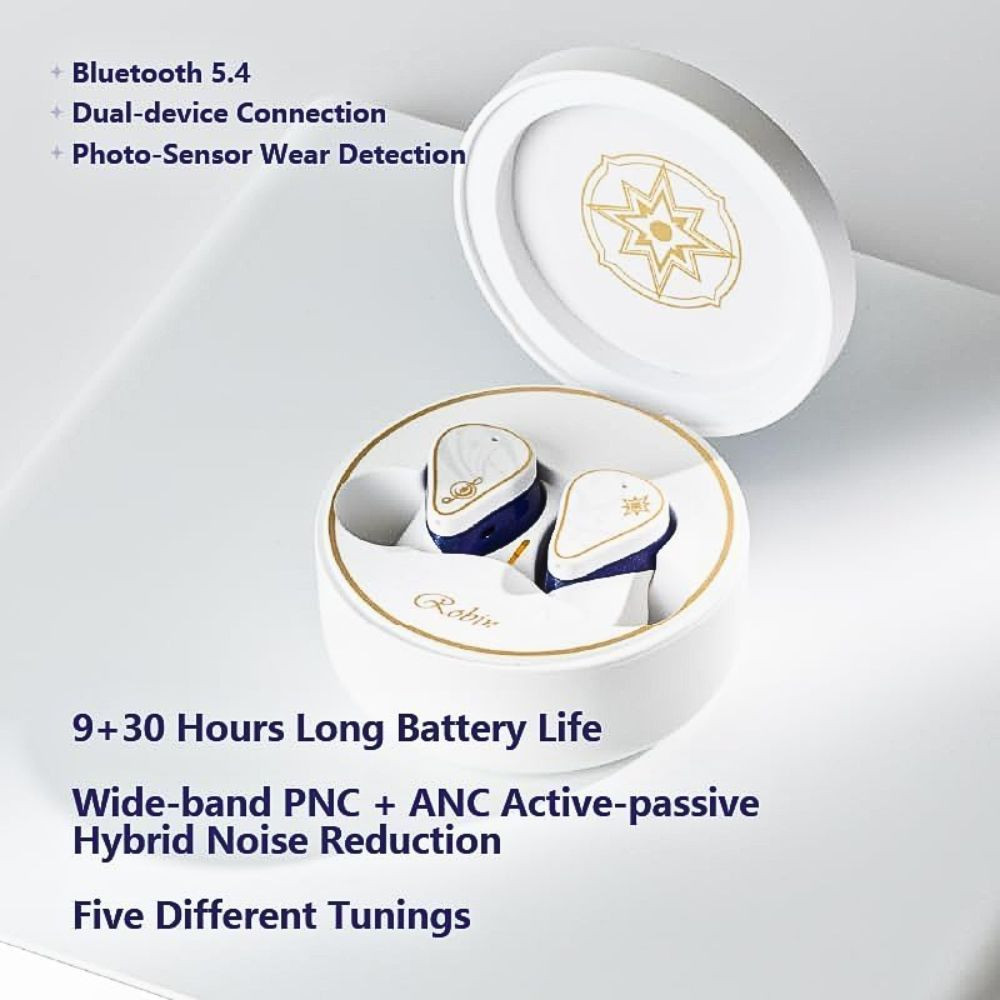 Bluetooth 5.4
Dual-device Connection
Photo-Sensor Wear Detection
Robin
9+30 Hours Long Battery Life
Wide-band PNC + ANC Active-passive
Hybrid Noise Reduction
Five Different Tunings